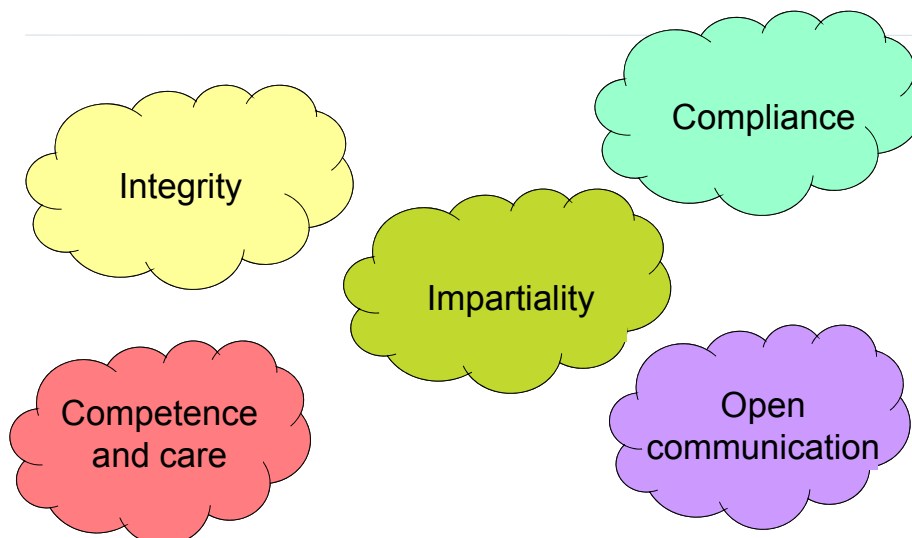 Compliance
Integrity
Impartiality
Competence
and care
Open
communication